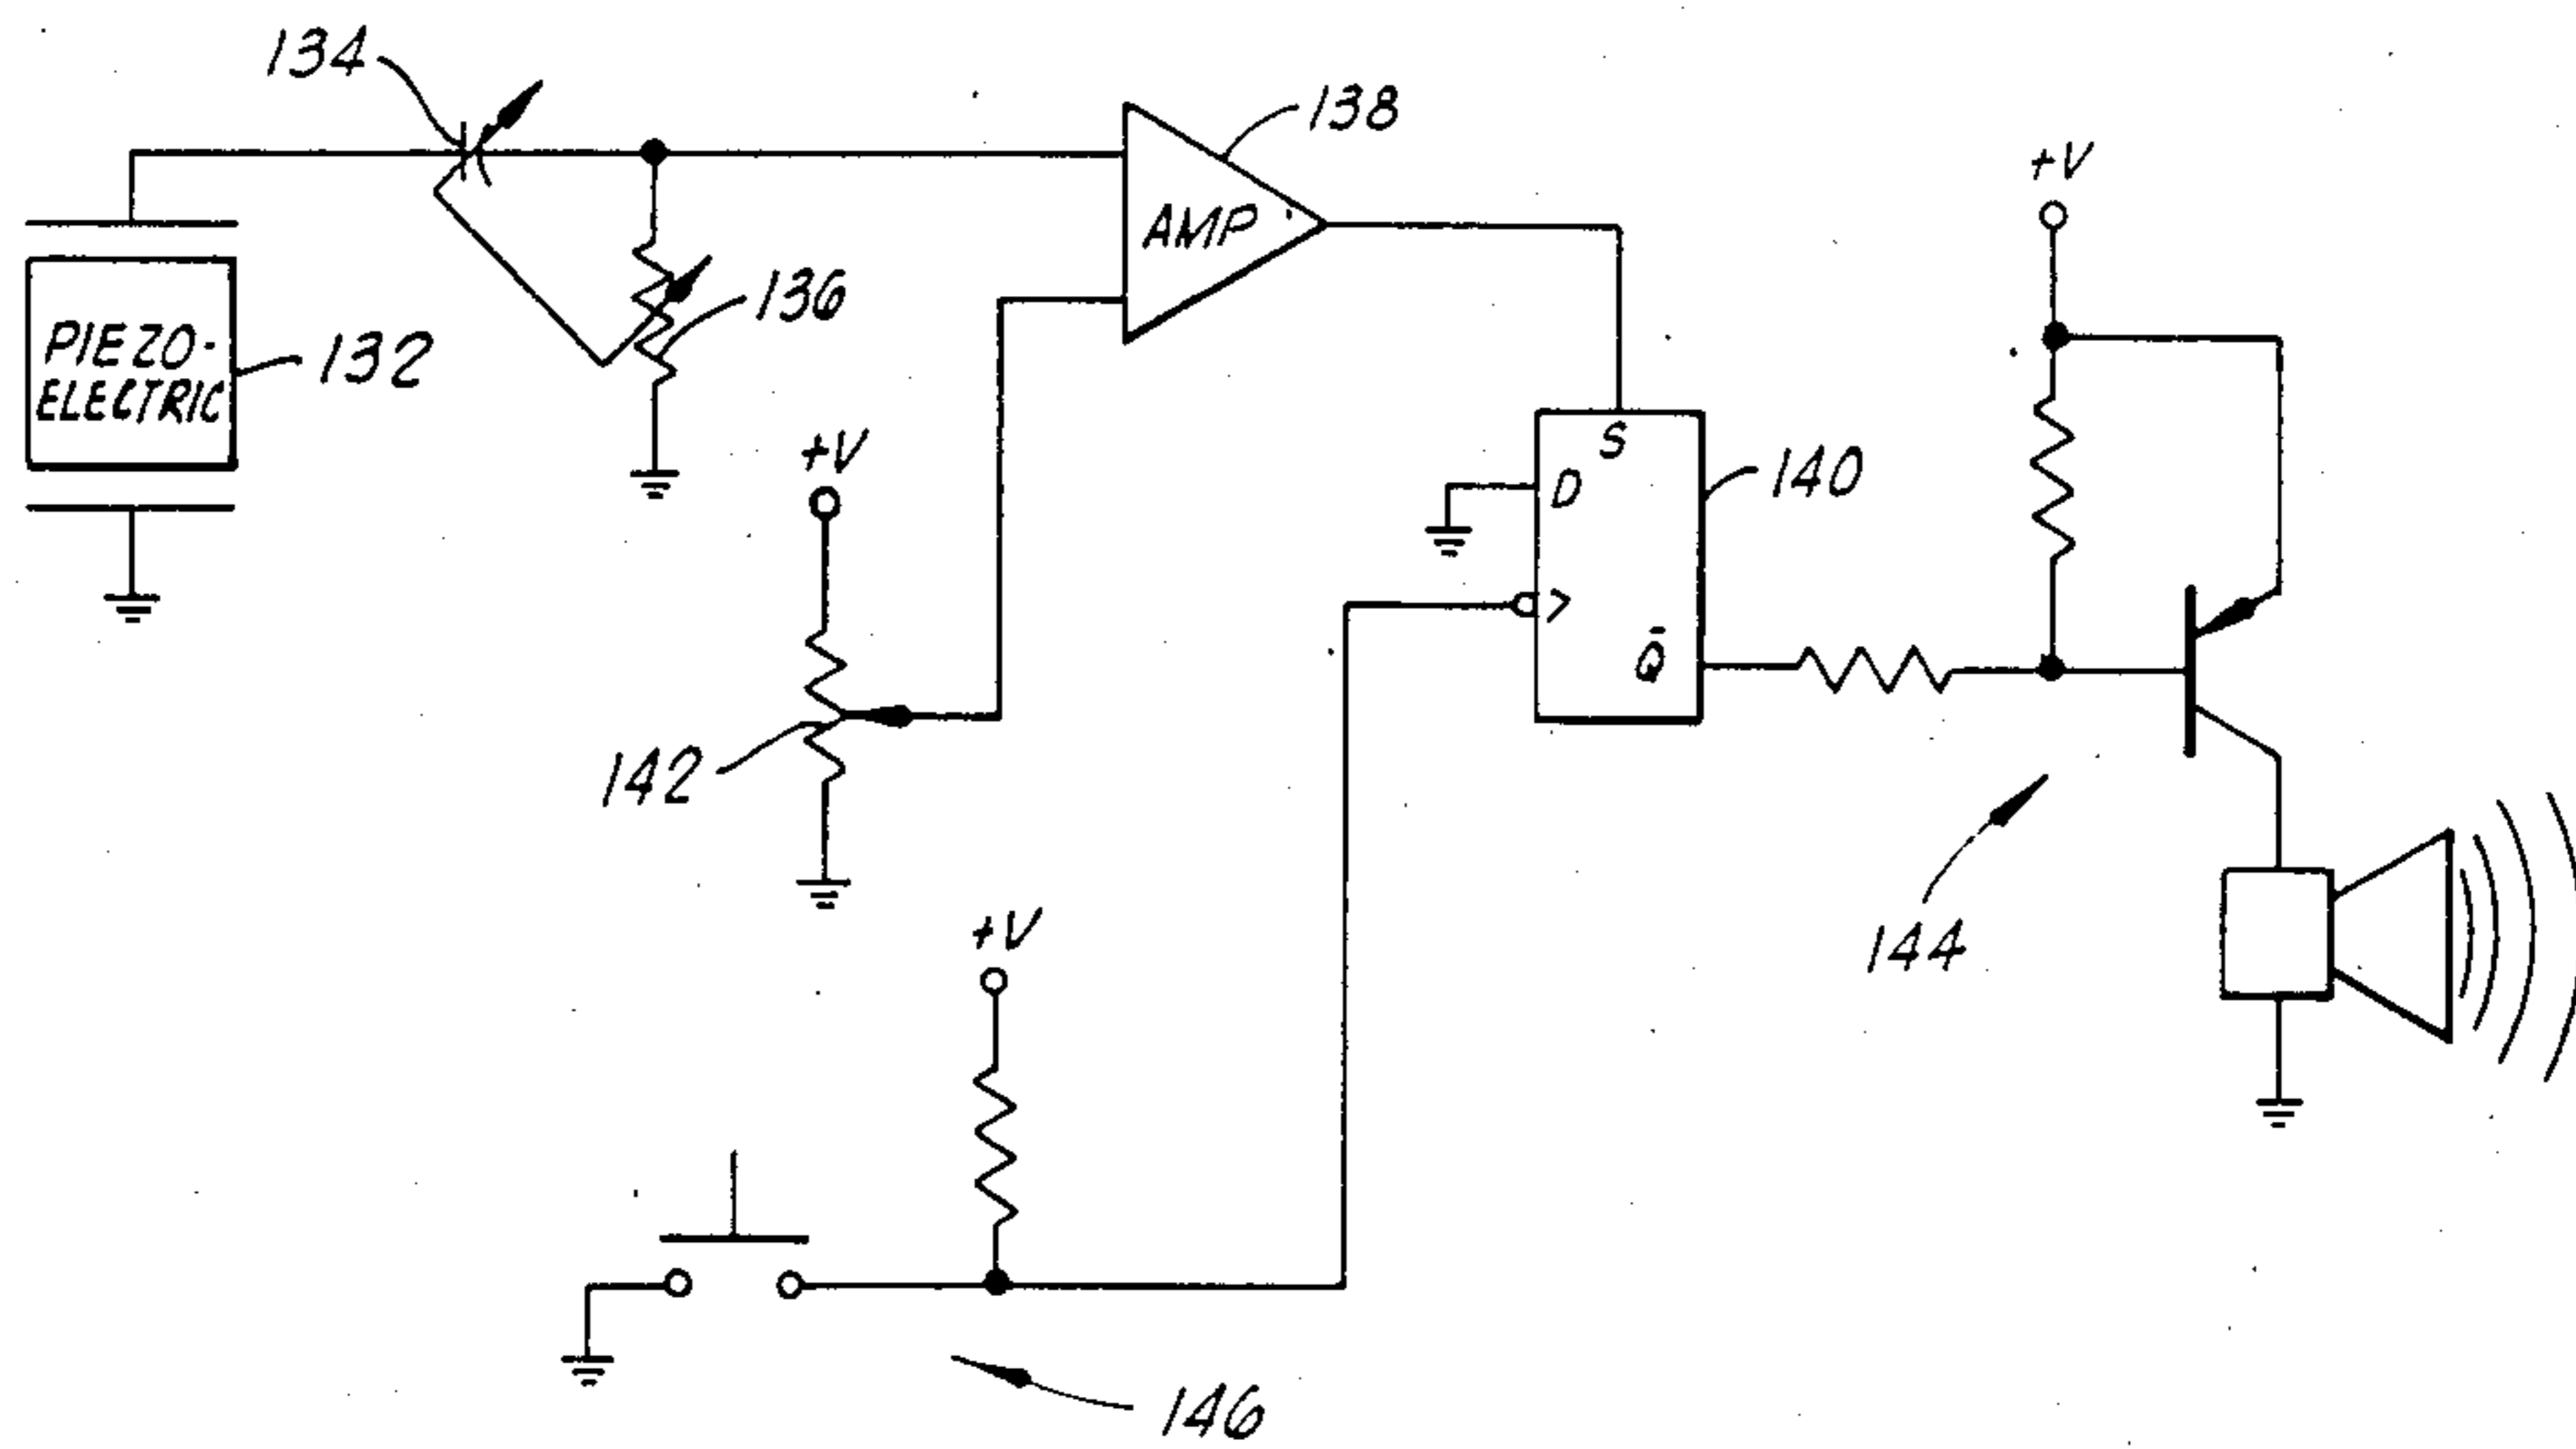 134
138
+V
AMP
136
PIEZO-
ELECTRIC
132
+V
S
D
140
>
Q̄
142
144
+V
146